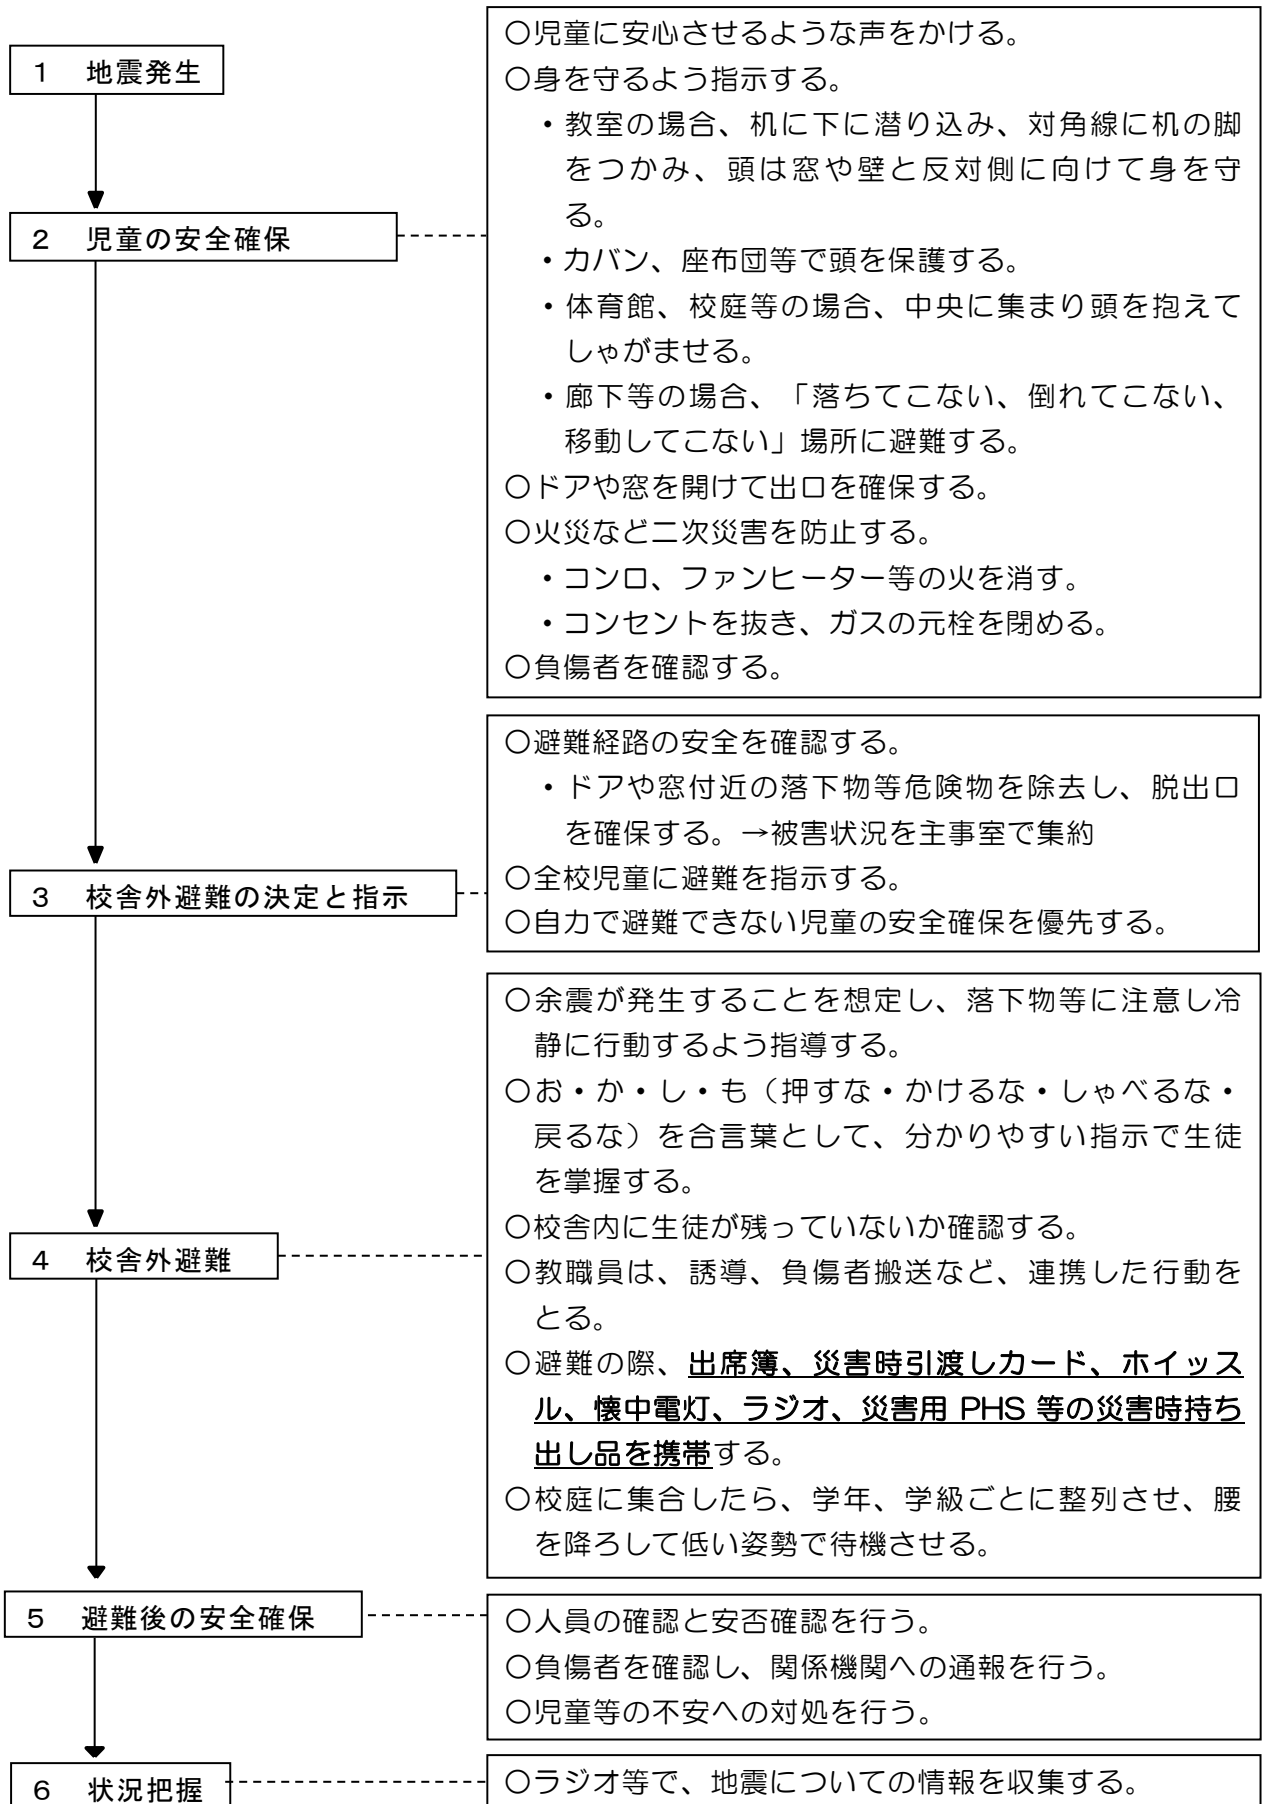 １　地震発生
○児童に安心させるような声をかける。
○身を守るよう指示する。
・教室の場合、机に下に潜り込み、対角線に机の脚
をつかみ、頭は窓や壁と反対側に向けて身を守
る。
２　児童の安全確保
・カバン、座布団等で頭を保護する。
・体育館、校庭等の場合、中央に集まり頭を抱えて
しゃがませる。
・廊下等の場合、「落ちてこない、倒れてこない、
移動してこない」場所に避難する。
○ドアや窓を開けて出口を確保する。
○火災など二次災害を防止する。
・コンロ、ファンヒーター等の火を消す。
・コンセントを抜き、ガスの元栓を閉める。
○負傷者を確認する。
３　校舎外避難の決定と指示
○避難経路の安全を確認する。
・ドアや窓付近の落下物等危険物を除去し、脱出口
を確保する。→被害状況を主事室で集約
○全校児童に避難を指示する。
○自力で避難できない児童の安全確保を優先する。
４　校舎外避難
○余震が発生することを想定し、落下物等に注意し冷
静に行動するよう指導する。
○お・か・し・も（押すな・かけるな・しゃべるな・
戻るな）を合言葉として、分かりやすい指示で生徒
を掌握する。
○校舎内に生徒が残っていないか確認する。
○教職員は、誘導、負傷者搬送など、連携した行動を
とる。
○避難の際、出席簿、災害時引渡しカード、ホイッス
ル、懐中電灯、ラジオ、災害用 PHS 等の災害時持ち
出し品を携帯する。
○校庭に集合したら、学年、学級ごとに整列させ、腰
を降ろして低い姿勢で待機させる。
５　避難後の安全確保
○人員の確認と安否確認を行う。
○負傷者を確認し、関係機関への通報を行う。
○児童等の不安への対処を行う。
６　状況把握
○ラジオ等で、地震についての情報を収集する。